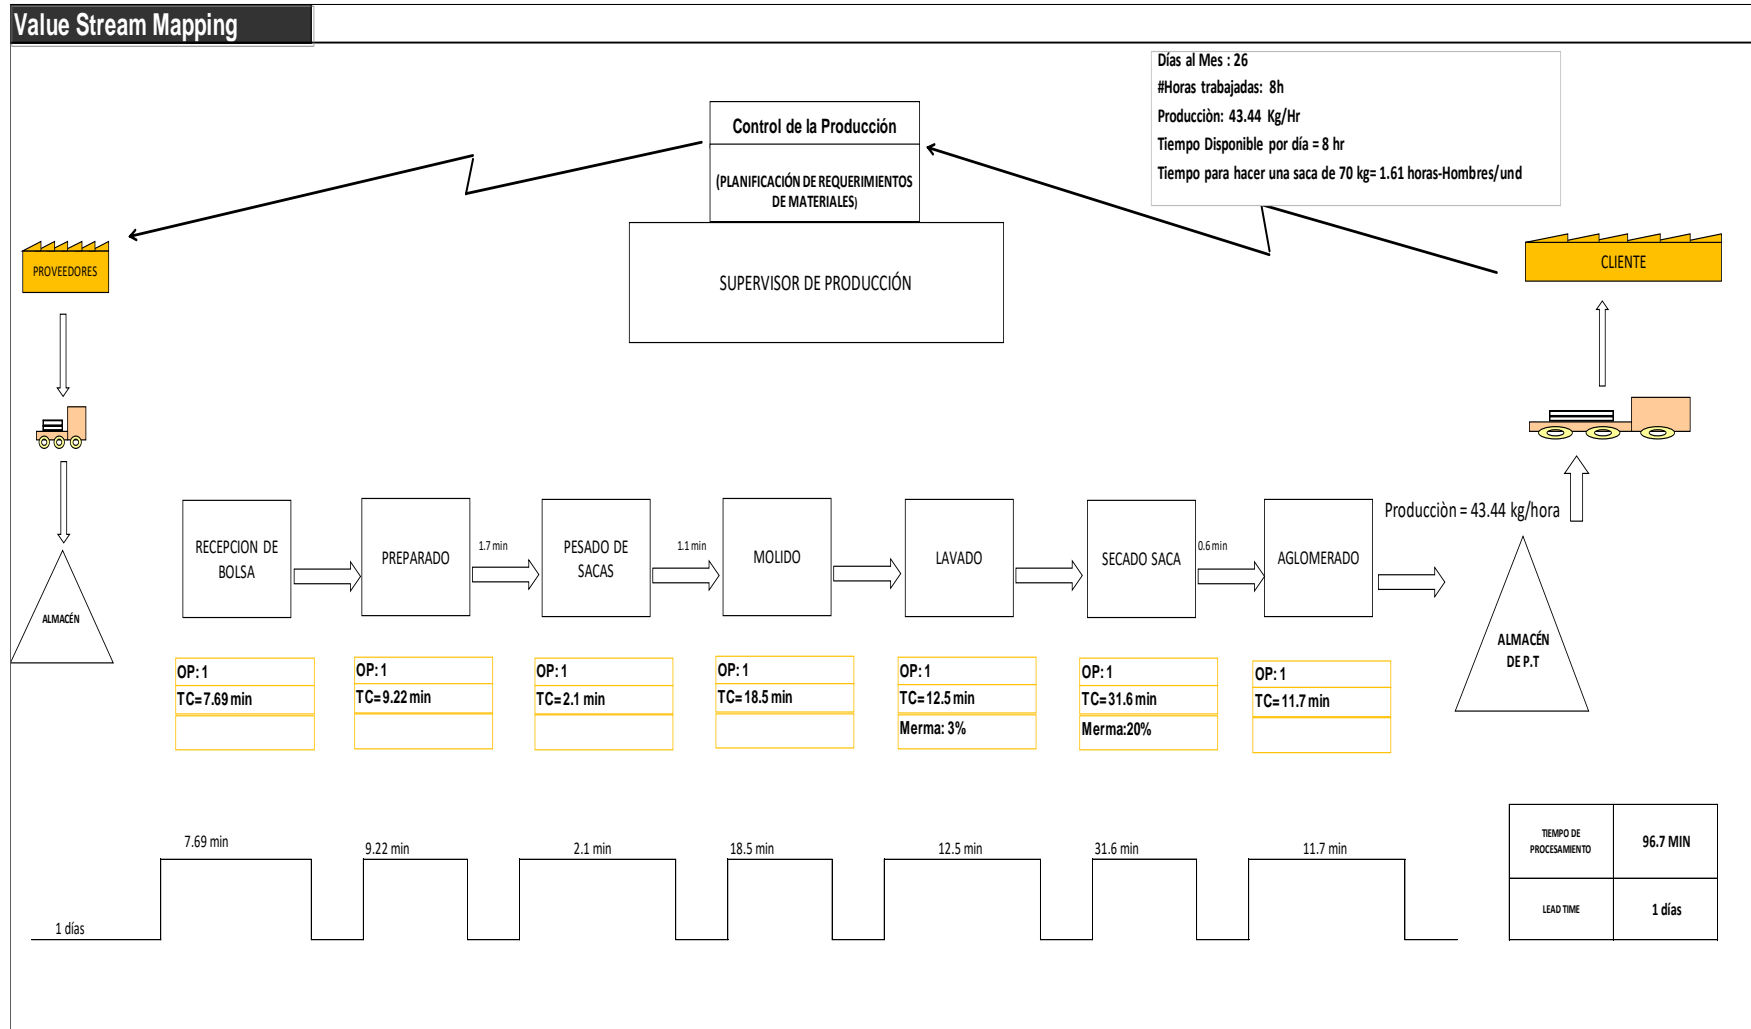 Value Stream Mapping
Días al Mes : 26
#Horas trabajadas: 8h
Producciòn: 43.44 Kg/Hr
Tiempo Disponible por día = 8 hr
Tiempo para hacer una saca de 70 kg= 1.61 horas-Hombres/und
Control de la Producción
(PLANIFICACIÓN DE REQUERIMIENTOS
DE MATERIALES)
SUPERVISOR DE PRODUCCIÓN
PROVEEDORES
CLIENTE
Producciòn = 43.44 kg/hora
RECEPCION DE
BOLSA
PREPARADO
1.7 min
PESADO DE
SACAS
1.1 min
MOLIDO
LAVADO
SECADO SACA
0.6 min
AGLOMERADO
ALMACÉN
ALMACÉN
DE P.T
OP: 1
TC= 7.69 min
OP: 1
TC= 9.22 min
OP: 1
TC= 2.1 min
OP: 1
TC= 18.5 min
OP: 1
TC= 12.5 min
Merma: 3%
OP: 1
TC= 31.6 min
Merma:20%
OP: 1
TC= 11.7 min
1 días
7.69 min
9.22 min
2.1 min
18.5 min
12.5 min
31.6 min
11.7 min
TIEMPO DE
PROCESAMIENTO
96.7 MIN
LEAD TIME
1 días